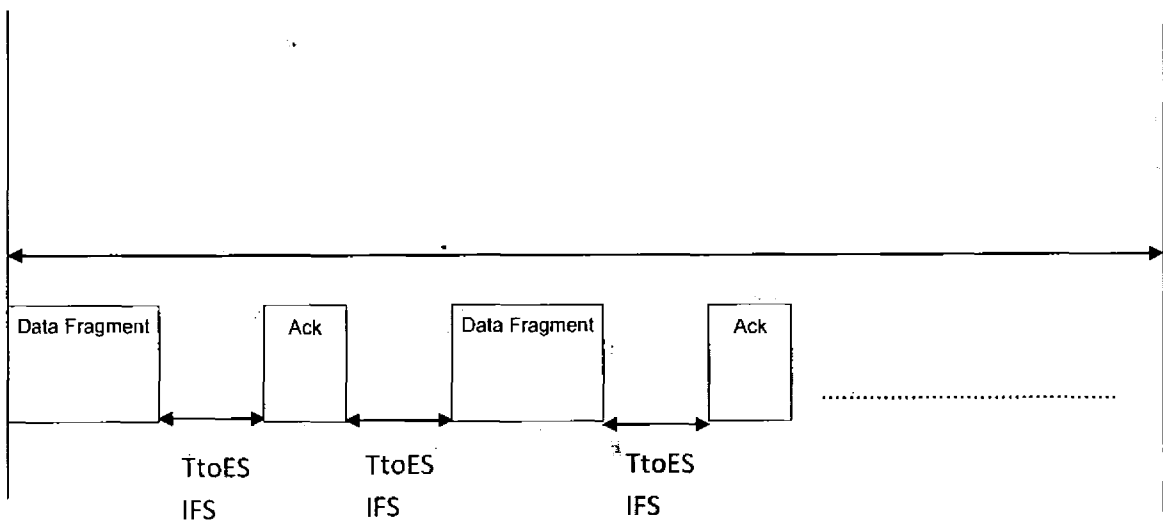 Data Fragment
Ack
Data Fragment
Ack
TtoES
IFS
TtoES
IFS
TtoES
IFS